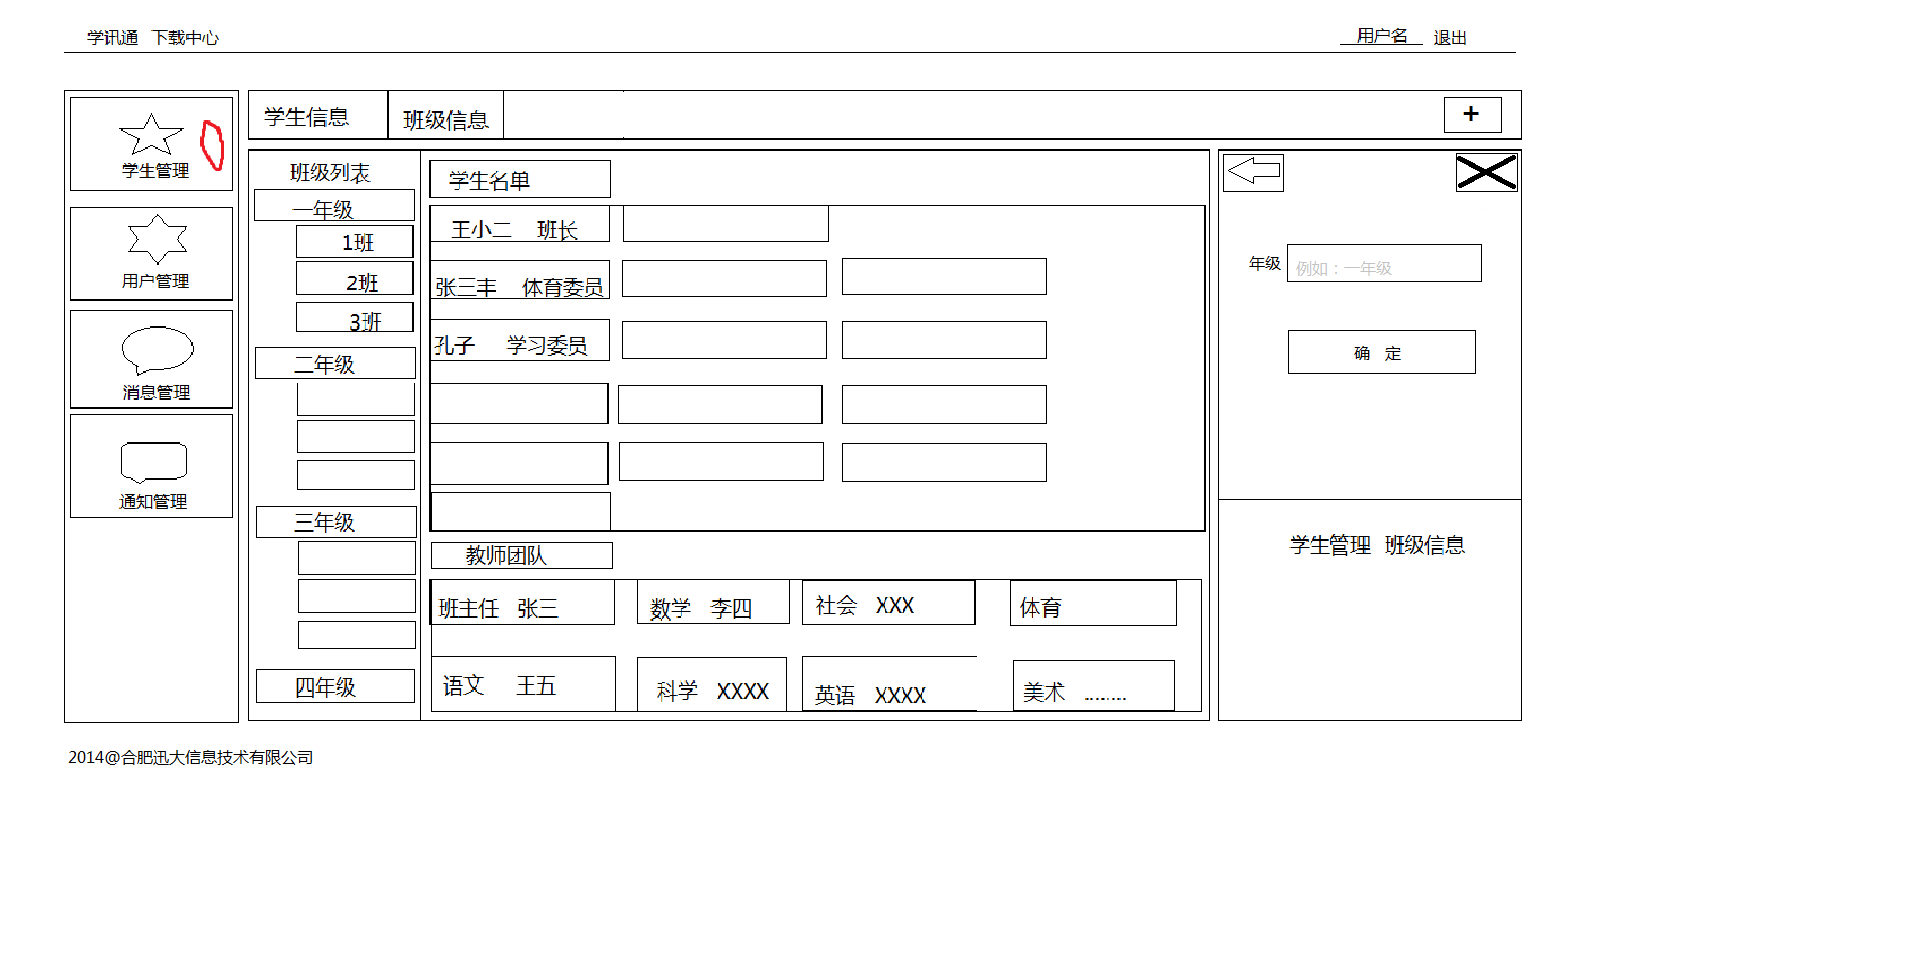 学讯通 下载中心
用户名 退出
学生管理
用户管理
消息管理
通知管理
学生信息 班级信息 +
班级列表
一年级
1班
2班
3班
二年级
三年级
四年级
学生名单
王小二 班长
张三丰 体育委员
孔子 学习委员
教师团队
班主任 张三 数学 李四 社会 XXX 体育
语文 王五 科学 XXXX 英语 XXXX 美术 ........
年级 例如：一年级
确 定
学生管理 班级信息
2014@合肥迅大信息技术有限公司